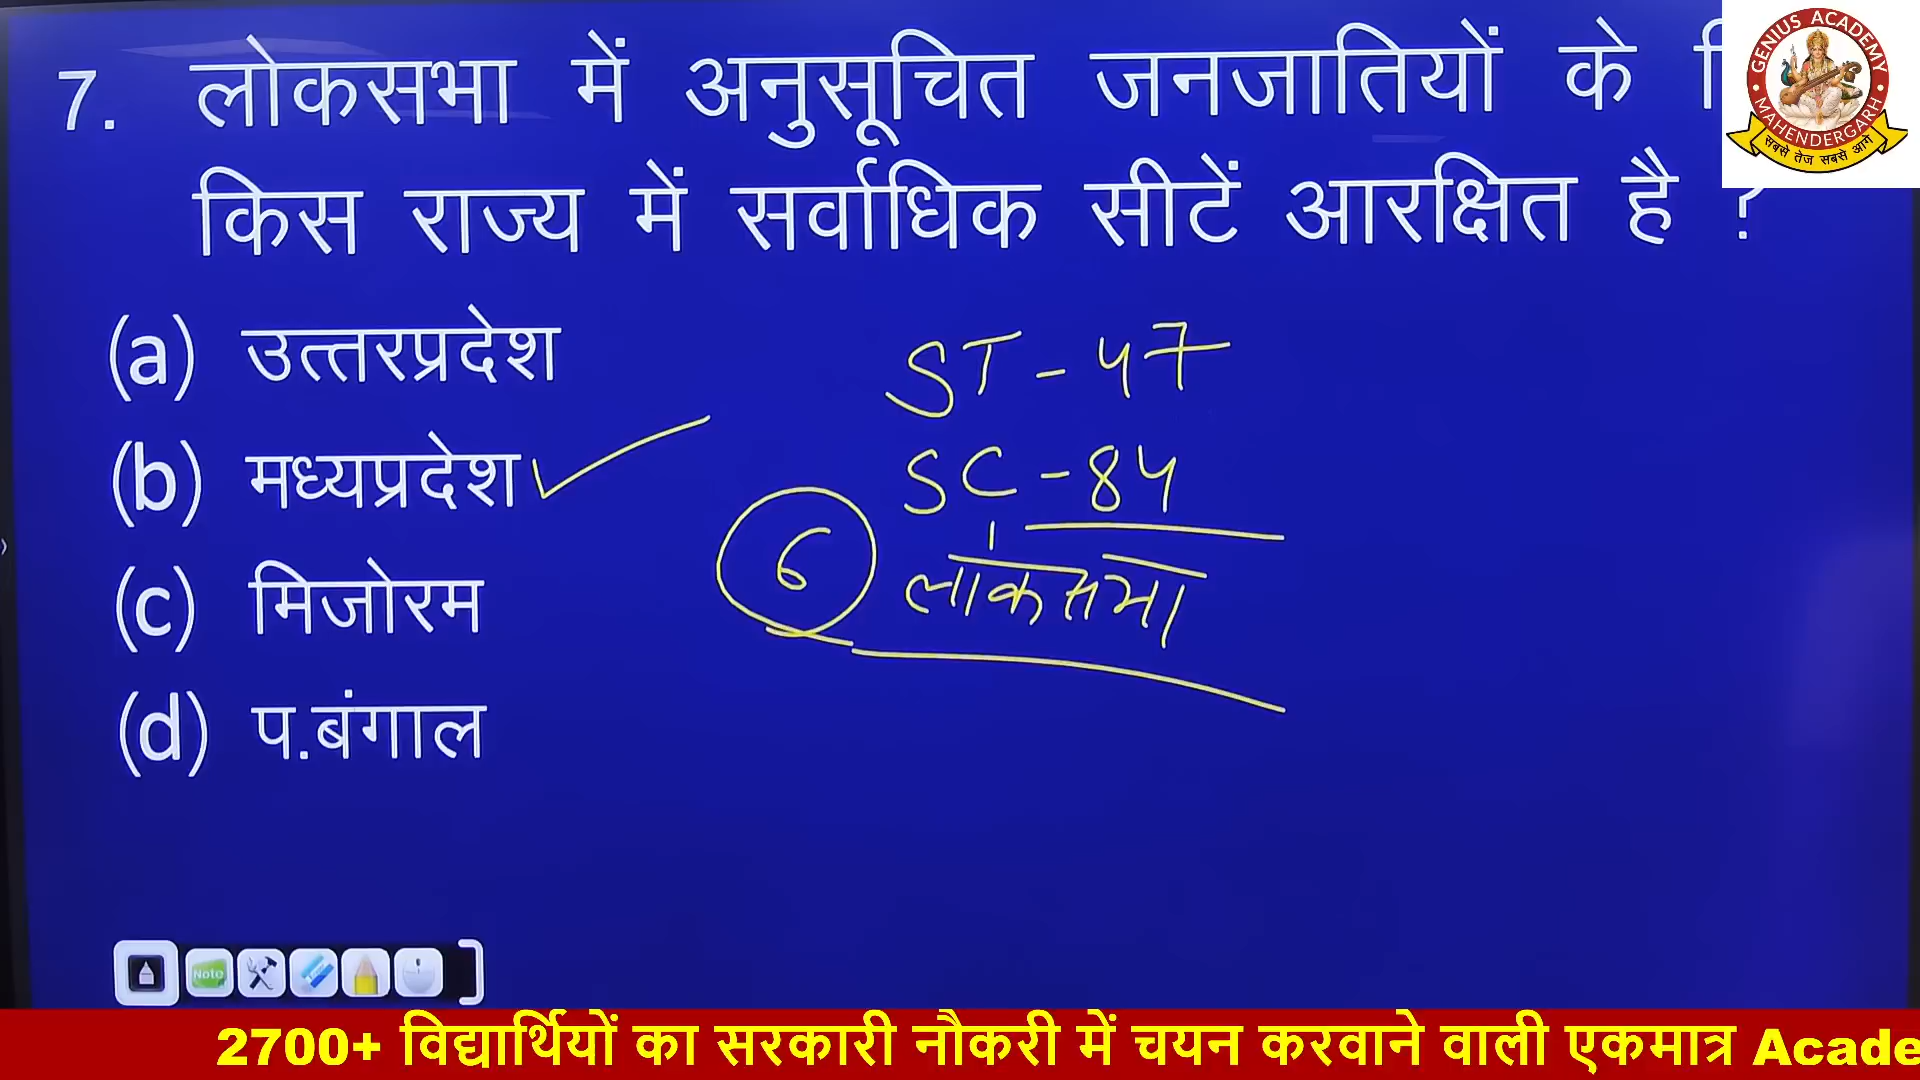 7. लोकसभा में अनुसूचित जनजातियों के
किस राज्य में सर्वाधिक सीटें आरक्षित है ?
(a) उत्तरप्रदेश
(b) मध्यप्रदेश
(c) मिजोरम
(d) प.बंगाल
ST - 47
SC - 84
6
लोकसभा
GENIUS ACADEMY
MAHENDERGARH
सबसे तेज सबसे आगे
Note
2700+ विद्यार्थियों का सरकारी नौकरी में चयन करवाने वाली एकमात्र Acade